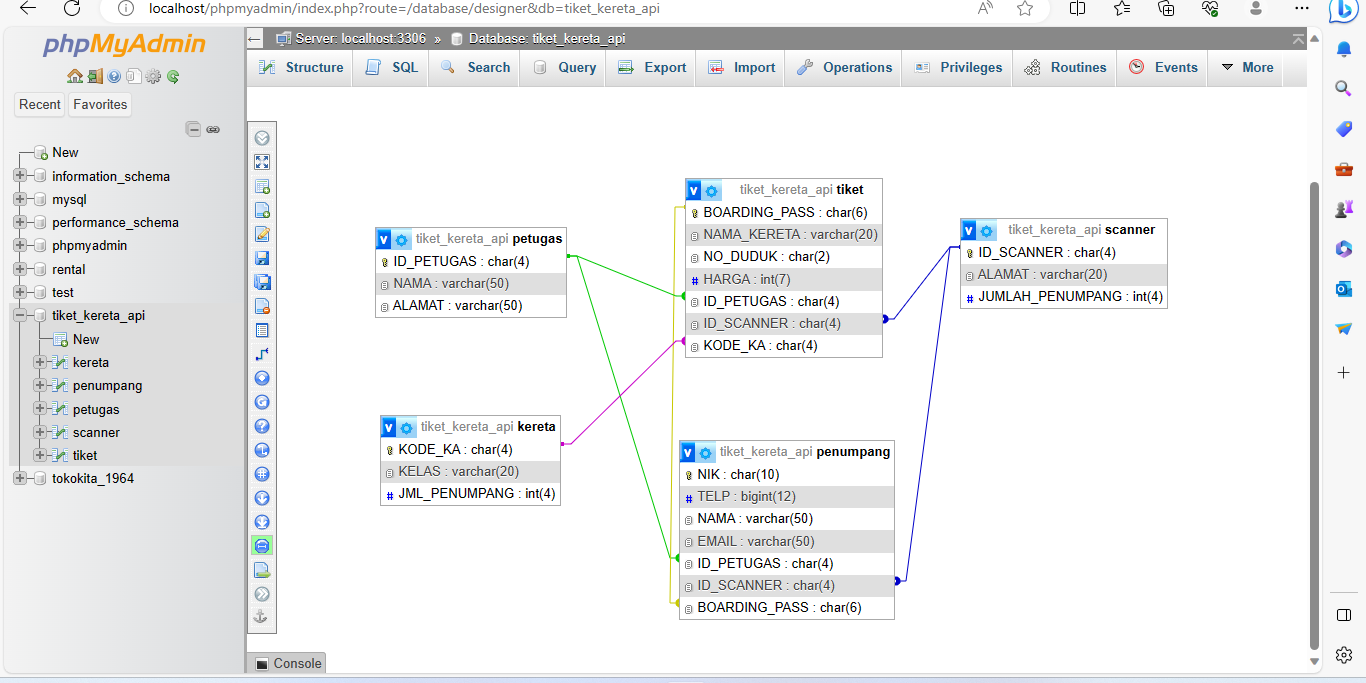 localhost/phpmyadmin/index.php?route=/database/designer&db=tiket_kereta_api
phpMyAdmin
Recent Favorites
New
information_schema
mysql
performance_schema
phpmyadmin
rental
test
tiket_kereta_api
New
kereta
penumpang
petugas
scanner
tiket
tokokita_1964
Server: localhost:3306 » Database: tiket_kereta_api
Structure SQL Search Query Export Import Operations Privileges Routines Events More
tiket_kereta_api petugas
ID_PETUGAS : char(4)
NAMA : varchar(50)
ALAMAT : varchar(50)
tiket_kereta_api tiket
BOARDING_PASS : char(6)
NAMA_KERETA : varchar(20)
NO_DUDUK : char(2)
HARGA : int(7)
ID_PETUGAS : char(4)
ID_SCANNER : char(4)
KODE_KA : char(4)
tiket_kereta_api scanner
ID_SCANNER : char(4)
ALAMAT : varchar(20)
JUMLAH_PENUMPANG : int(4)
tiket_kereta_api kereta
KODE_KA : char(4)
KELAS : varchar(20)
JML_PENUMPANG : int(4)
tiket_kereta_api penumpang
NIK : char(10)
TELP : bigint(12)
NAMA : varchar(50)
EMAIL : varchar(50)
ID_PETUGAS : char(4)
ID_SCANNER : char(4)
BOARDING_PASS : char(6)
Console